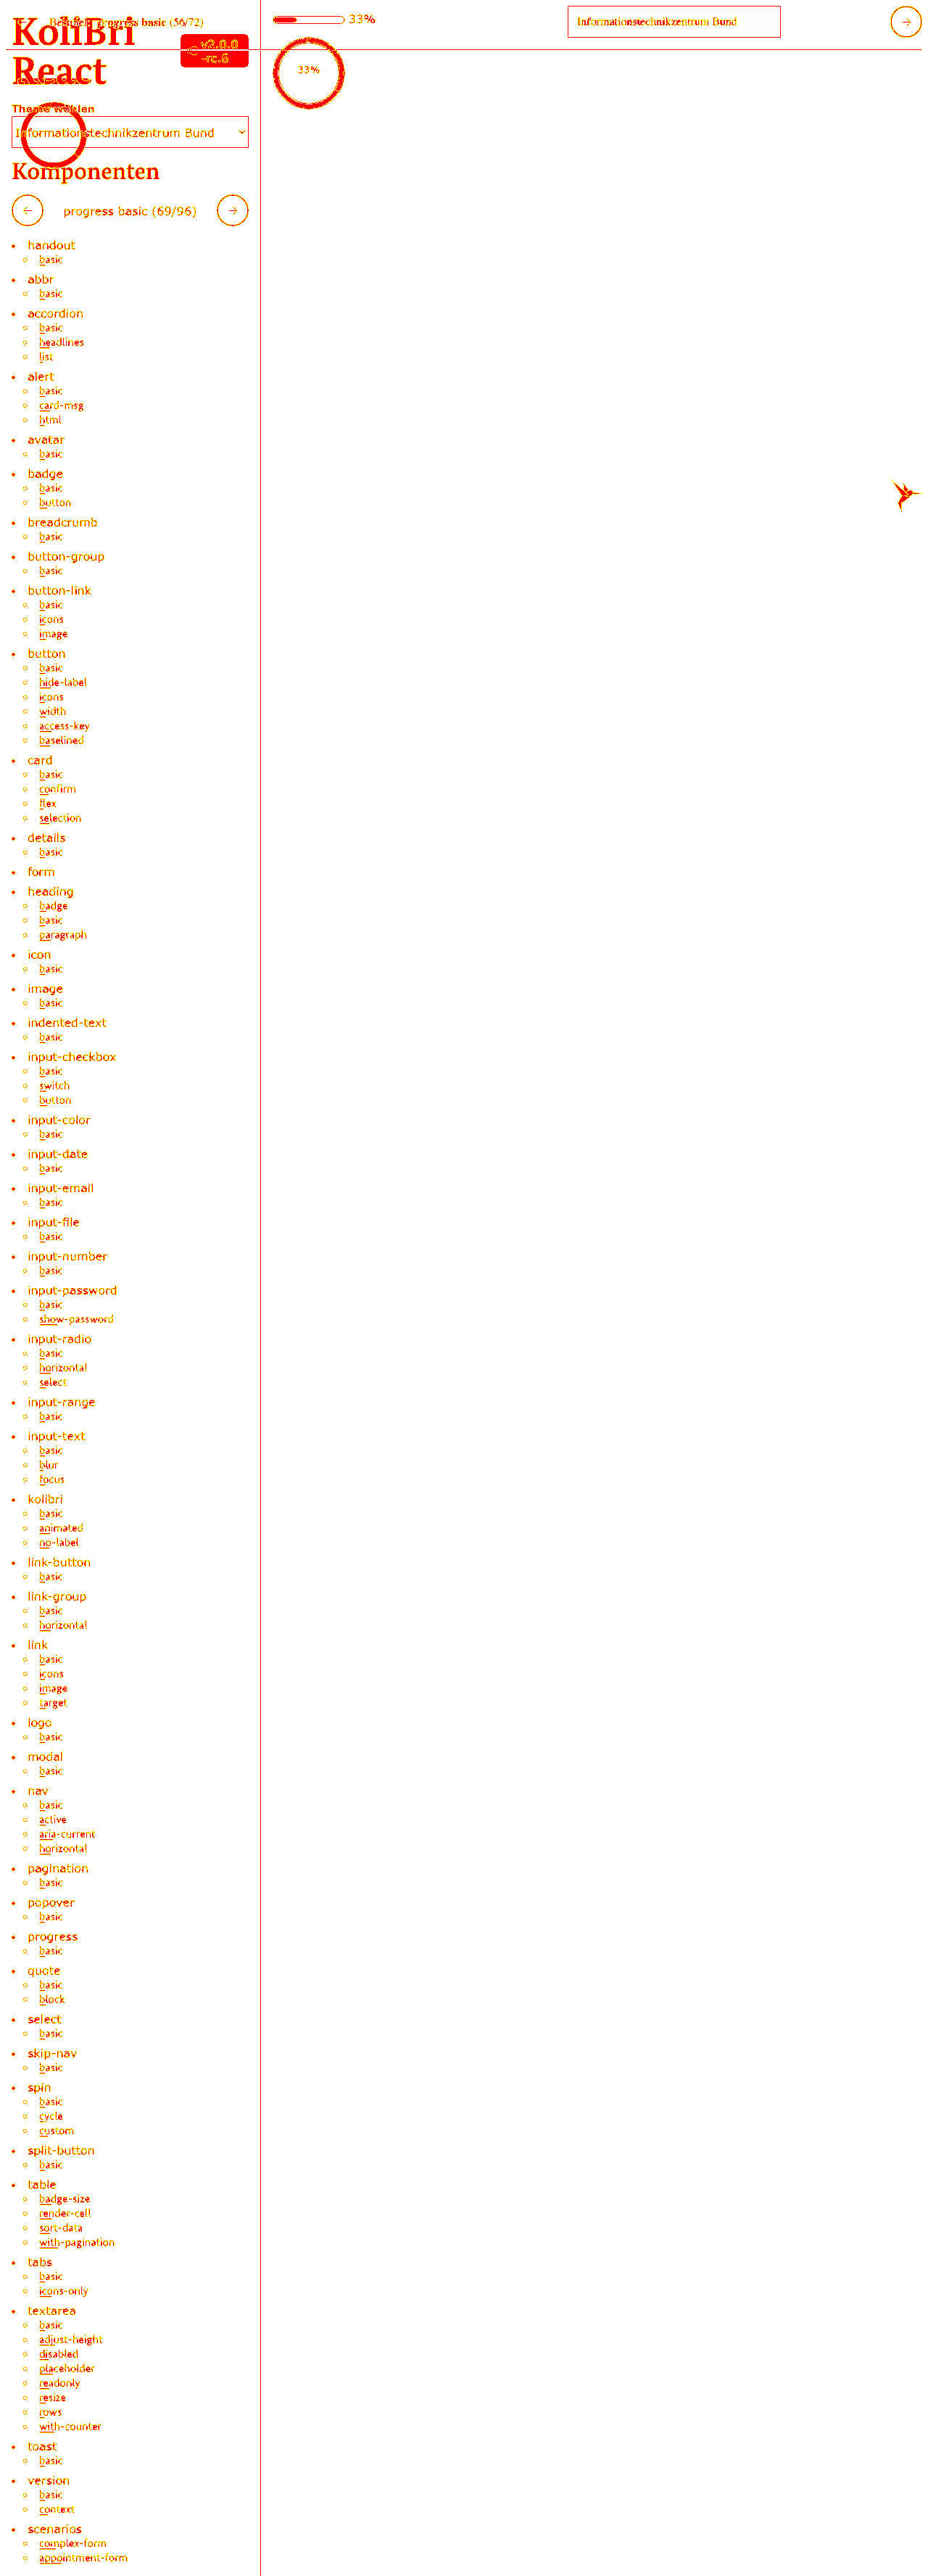 Beispiel: progress basic (56/72)
KoliBri
React
v2.0.0
-rc.6
Theme wählen
Informationstechnikzentrum Bund
Komponenten
progress basic (69/96)
33%
33%
Informationstechnikzentrum Bund
handout
basic
abbr
basic
accordion
basic
headlines
list
alert
basic
card-msg
html
avatar
basic
badge
basic
button
breadcrumb
basic
button-group
basic
button-link
basic
icons
image
button
basic
hide-label
icons
width
access-key
baselined
card
basic
confirm
flex
selection
details
basic
form
heading
badge
basic
paragraph
icon
basic
image
basic
indented-text
basic
input-checkbox
basic
switch
button
input-color
basic
input-date
basic
input-email
basic
input-file
basic
input-number
basic
input-password
basic
show-password
input-radio
basic
horizontal
select
input-range
basic
input-text
basic
blur
focus
kolibri
basic
animated
no-label
link-button
basic
link-group
basic
horizontal
link
basic
icons
image
target
logo
basic
modal
basic
nav
basic
active
aria-current
horizontal
pagination
basic
popover
basic
progress
basic
quote
basic
block
select
basic
skip-nav
basic
spin
basic
cycle
custom
split-button
basic
table
badge-size
render-cell
sort-data
with-pagination
tabs
basic
icons-only
textarea
basic
adjust-height
disabled
placeholder
readonly
resize
rows
with-counter
toast
basic
version
basic
context
scenarios
complex-form
appointment-form